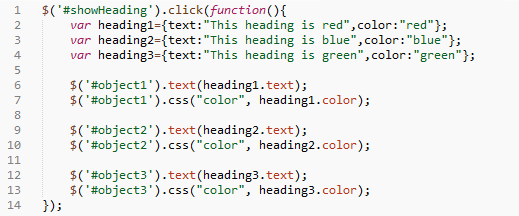 1 $('#showHeading').click(function(){
2     var heading1={text:"This heading is red",color:"red"};
3     var heading2={text:"This heading is blue",color:"blue"};
4     var heading3={text:"This heading is green",color:"green"};
5
6     $('#object1').text(heading1.text);
7     $('#object1').css("color", heading1.color);
8
9     $('#object2').text(heading2.text);
10     $('#object2').css("color", heading2.color);
11
12     $('#object3').text(heading3.text);
13     $('#object3').css("color", heading3.color);
14 });